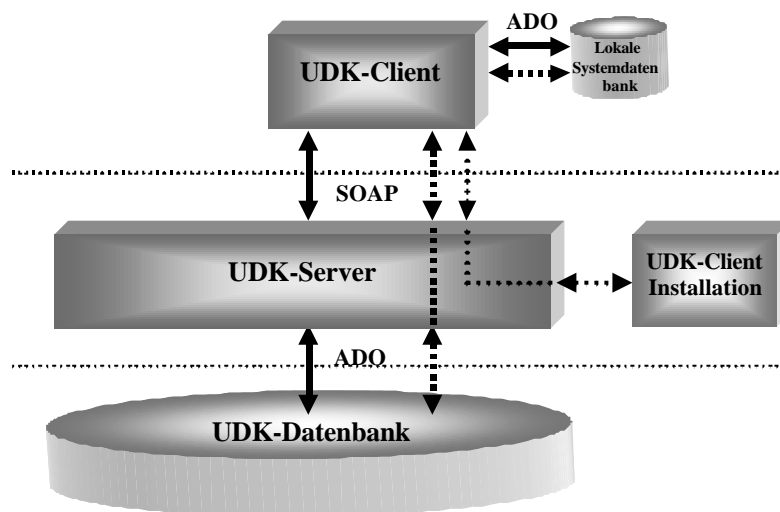 ADO
UDK-Client
Lokale
Systemdaten
bank
SOAP
UDK-Server
UDK-Client
Installation
ADO
UDK-Datenbank